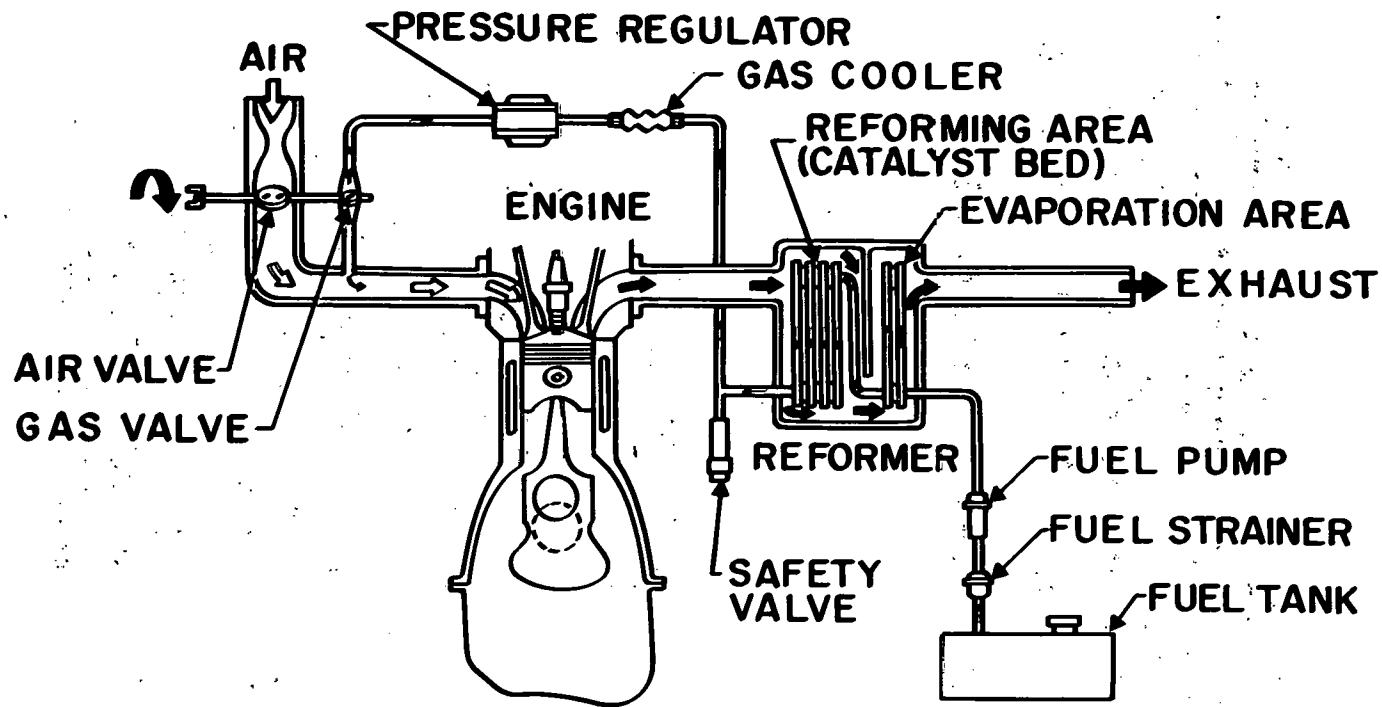 PRESSURE REGULATOR
AIR
GAS COOLER
REFORMING AREA
(CATALYST BED)
ENGINE
EVAPORATION AREA
EXHAUST
AIR VALVE
GAS VALVE
REFORMER
FUEL PUMP
FUEL STRAINER
SAFETY
VALVE
FUEL TANK